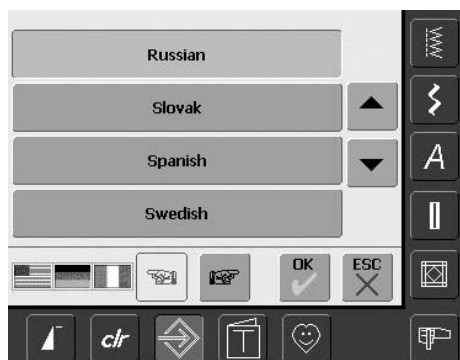 Russian
Slovak
Spanish
Swedish
A
OK
ESC
clr
T